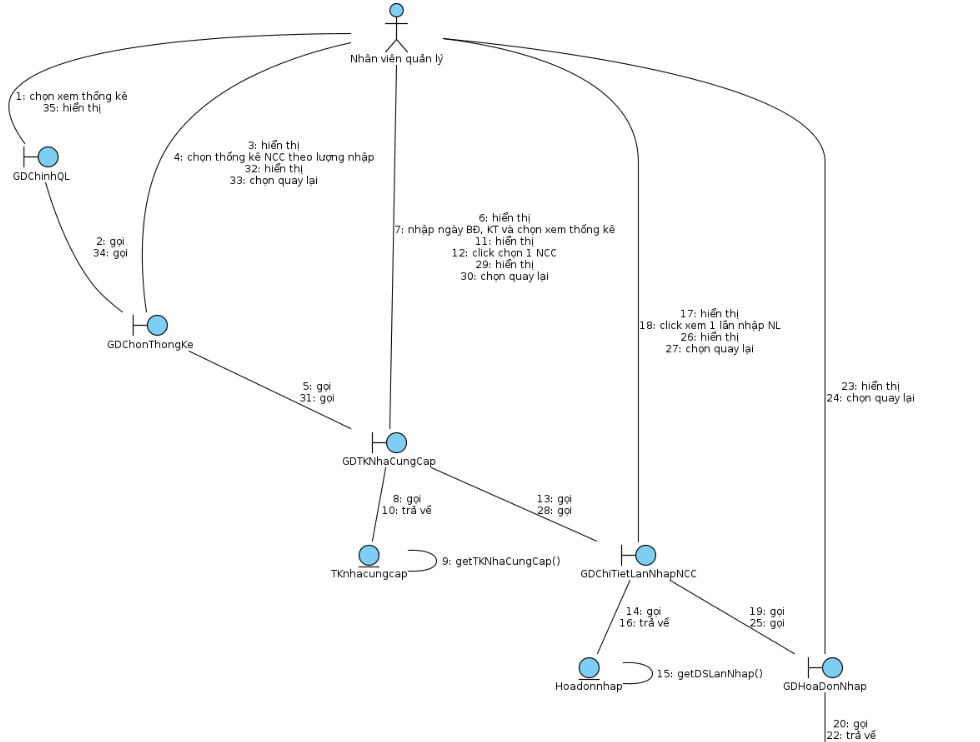 Nhân viên quản lý
1: chọn xem thống kê
35: hiển thị
GDChinhQL
3: hiển thị
4: chọn thống kê NCC theo lượng nhập
32: hiển thị
33: chọn quay lại
2: gọi
34: gọi
6: hiển thị
7: nhập ngày BĐ, KT và chọn xem thống kê
11: hiển thị
12: click chọn 1 NCC
29: hiển thị
30: chọn quay lại
GDChonThongKe
17: hiển thị
18: click xem 1 lần nhập NL
26: hiển thị
27: chọn quay lại
5: gọi
31: gọi
23: hiển thị
24: chọn quay lại
GDTKNhaCungCap
8: gọi
10: trả về
13: gọi
28: gọi
TKnhacungcap
9: getTKNhaCungCap()
GDChiTietLanNhapNCC
14: gọi
16: trả về
19: gọi
25: gọi
Hoadonnhap
15: getDSLanNhap()
GDHoaDonNhap
20: gọi
22: trả về